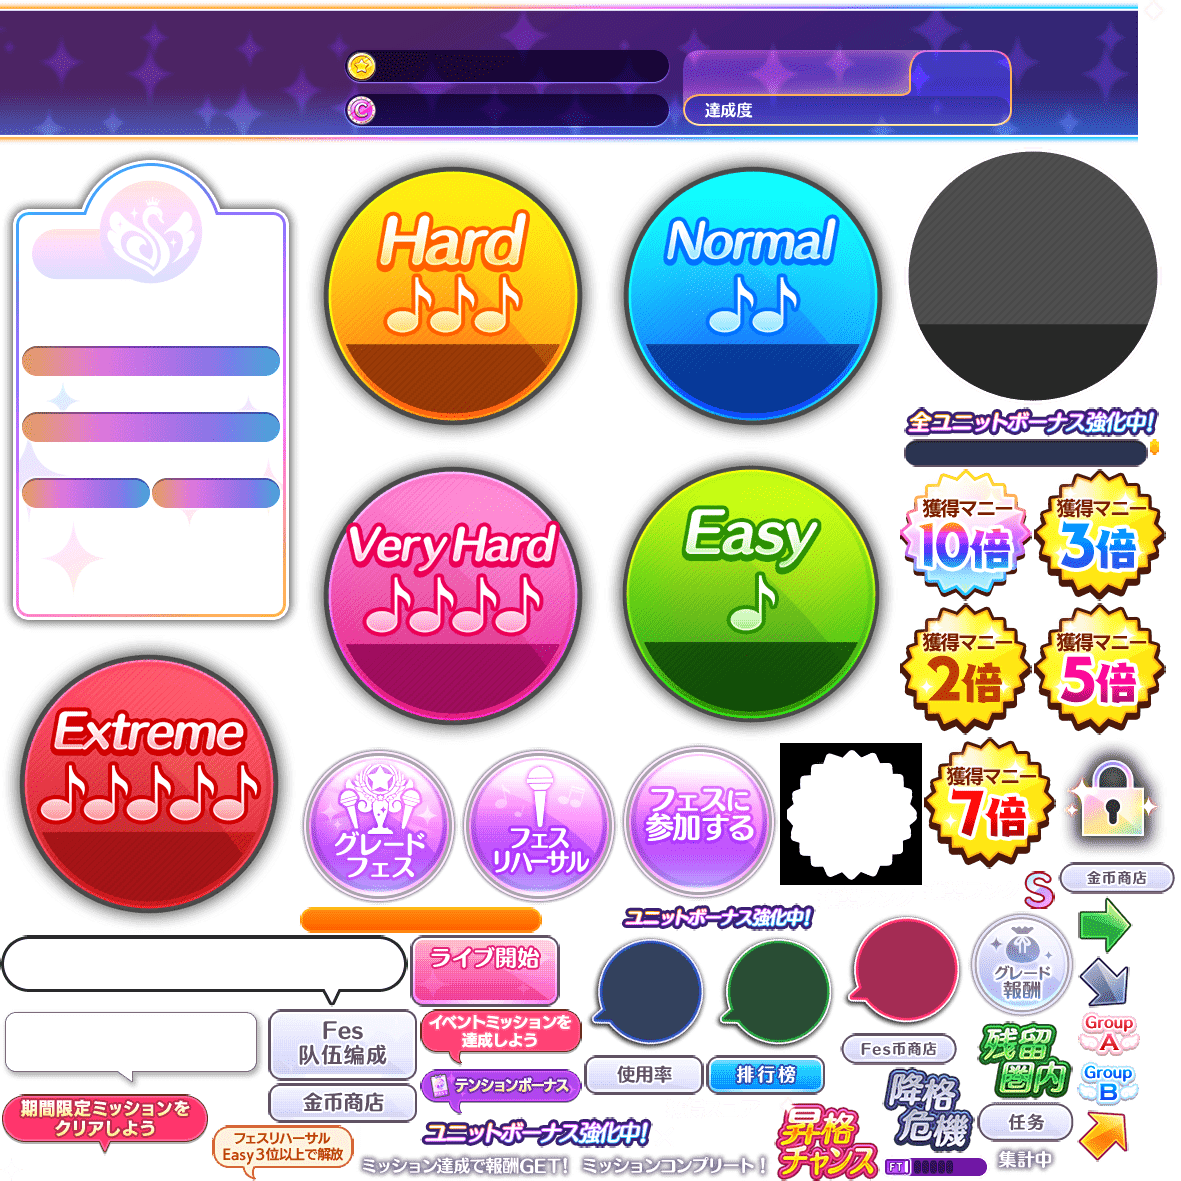 達成度
Hard
Normal
全ユニットボーナス強化中!
獲得マニー
10倍
獲得マニー
3倍
Very Hard
Easy
獲得マニー
2倍
獲得マニー
5倍
Extreme
獲得マニー
7倍
グレード
フェス
フェス
リハーサル
フェスに
参加する
S
金币商店
ユニットボーナス強化中!
ライブ開始
グレード
報酬
Fes
队伍编成
イベントミッションを
達成しよう
Fes币商店
残留
圏内
Group
A
使用率
排行榜
テンションボーナス
Group
B
金币商店
降格
危機
期間限定ミッションを
クリアしよう
任务
フェスリハーサル
Easy3位以上で解放
ユニットボーナス強化中!
昇格
チャンス
ミッション達成で報酬GET!
ミッションコンプリート!
FT
集計中